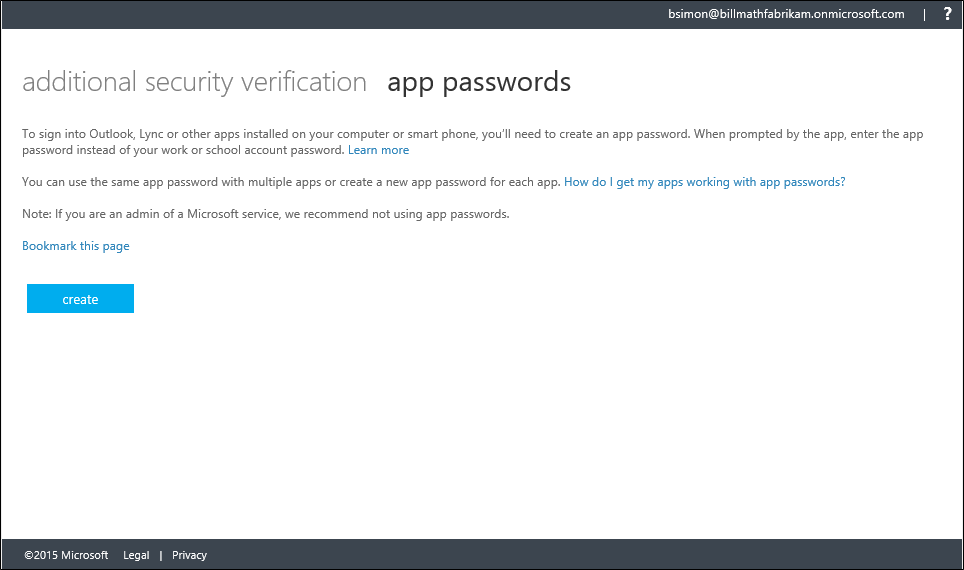 bsimon@billmathfabrikam.onmicrosoft.com | ?
additional security verification app passwords
To sign into Outlook, Lync or other apps installed on your computer or smart phone, you'll need to create an app password. When prompted by the app, enter the app
password instead of your work or school account password. Learn more
You can use the same app password with multiple apps or create a new app password for each app. How do I get my apps working with app passwords?
Note: If you are an admin of a Microsoft service, we recommend not using app passwords.
Bookmark this page
create
©2015 Microsoft Legal | Privacy